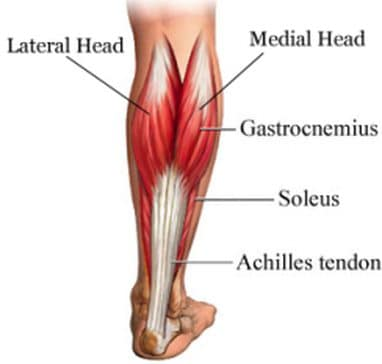 Medial Head
Lateral Head
Gastrocnemius
Soleus
Achilles tendon